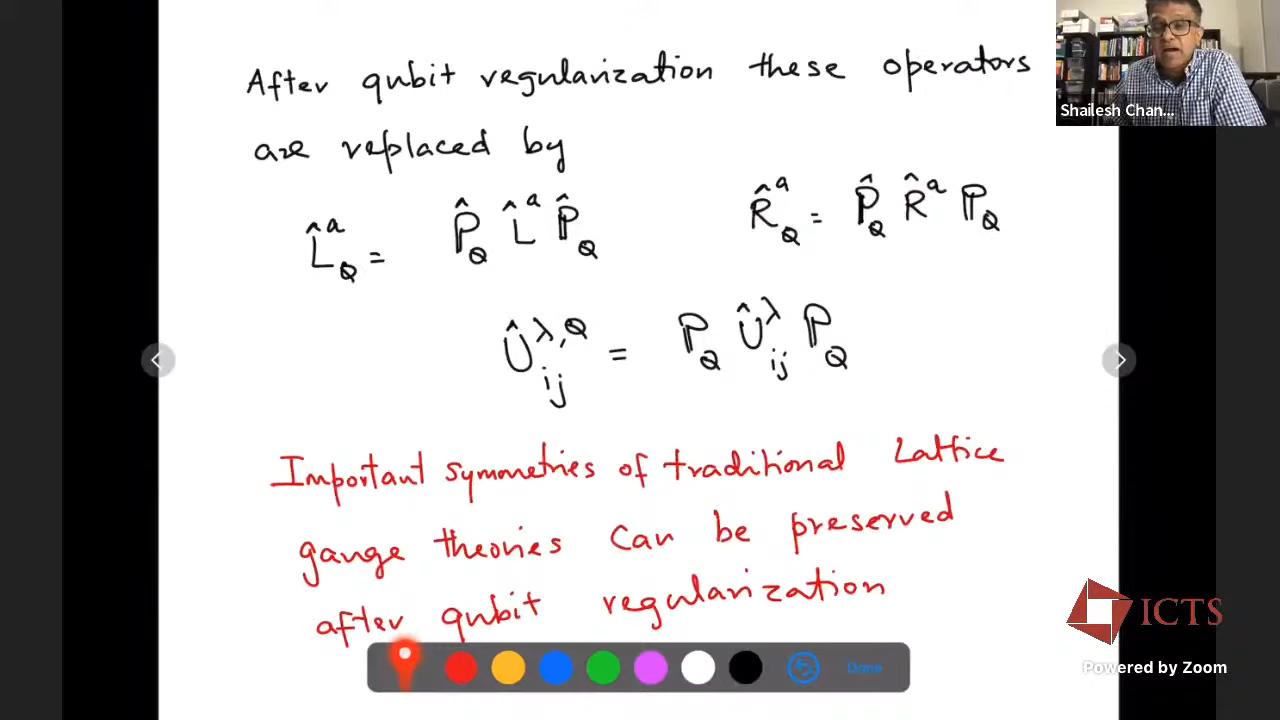 After qubit regularization these operators
are replaced by
L̂^a_Q = P̂_Q L̂^a P̂_Q    R̂^a_Q = P̂_Q R̂^a ℙ_Q
Û^{λ,Q}_{ij} = ℙ_Q Û^λ_{ij} ℙ_Q
Important symmetries of traditional Lattice
gauge theories can be preserved
after qubit regularization
Shailesh Chan...
Done
ICTS
Powered by Zoom